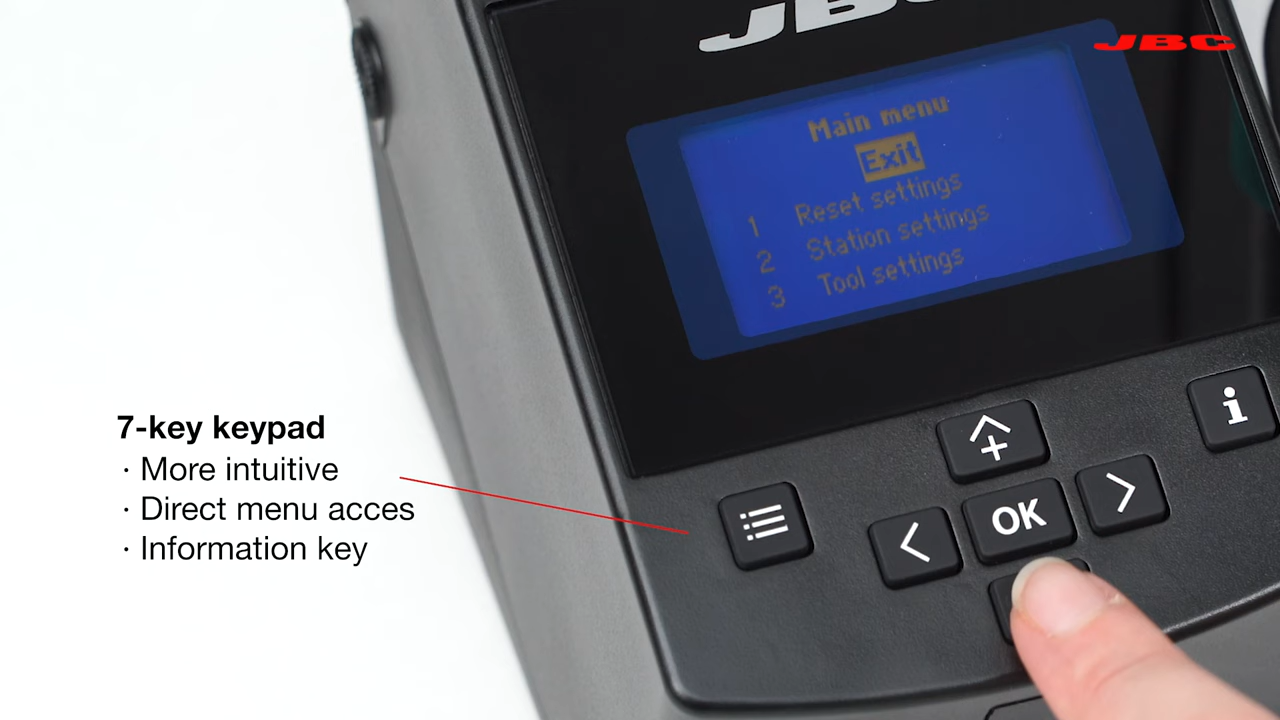 JBC
JBC
Main menu
Exit
1 Reset settings
2 Station settings
3 Tool settings
7-key keypad
· More intuitive
· Direct menu acces
· Information key
i
+
OK